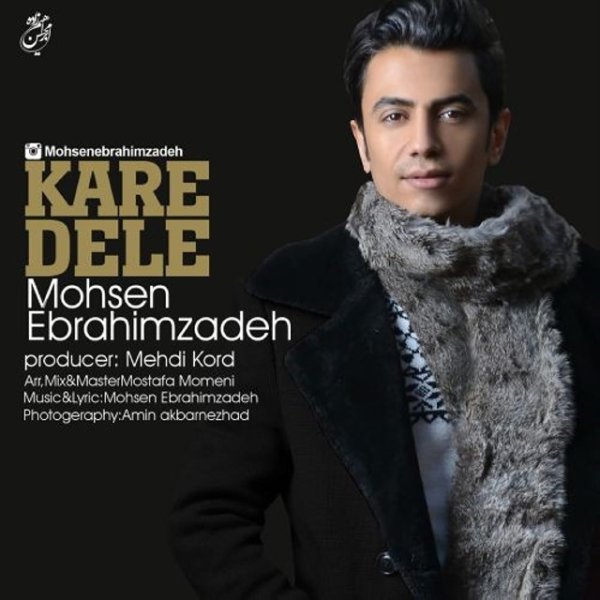 Mohsenebrahimzadeh
KARE
DELE
Mohsen
Ebrahimzadeh
producer: Mehdi Kord
Arr,Mix&MasterMostafa Momeni
Music&Lyric:Mohsen Ebrahimzadeh
Photogeraphy:Amin akbarnezhad